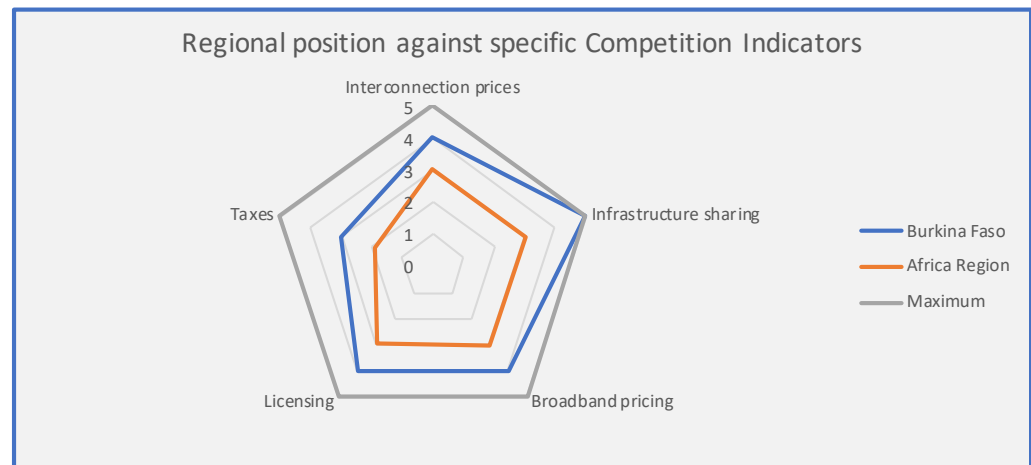 Regional position against specific Competition Indicators
Interconnection prices
5
4
3
2
1
0
Infrastructure sharing
Broadband pricing
Licensing
Taxes
Burkina Faso
Africa Region
Maximum